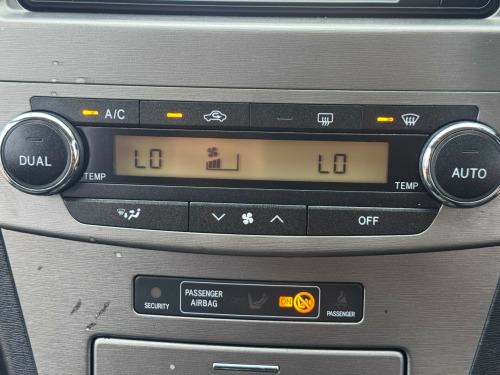 A/C
DUAL
LO
LO
AUTO
TEMP
TEMP
OFF
PASSENGER
AIRBAG
ON
SECURITY
PASSENGER